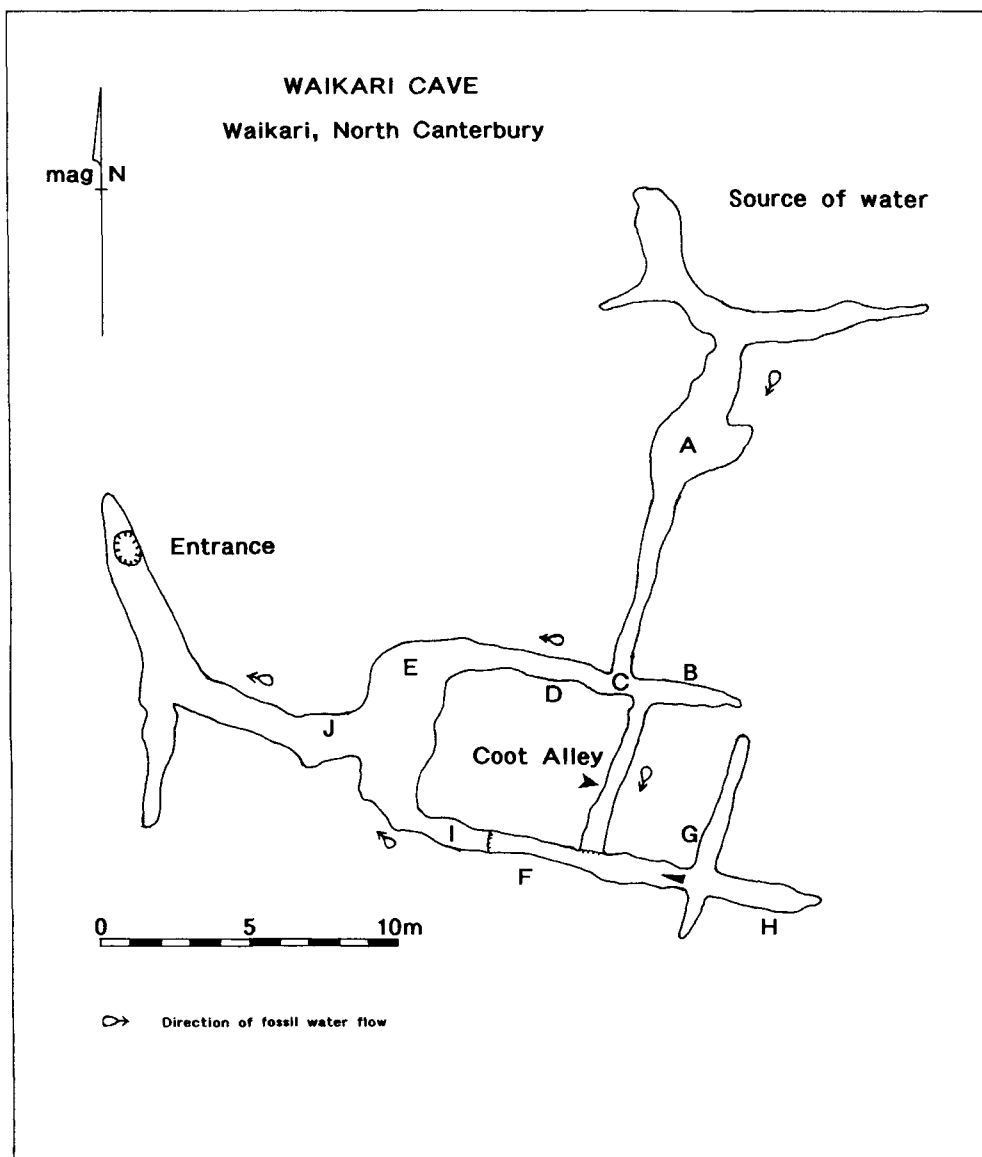 WAIKARI CAVE
Waikari, North Canterbury
mag N
Source of water
A
Entrance
B
C
E
D
J
Coot Alley
G
I
F
H
0 5 10m
Direction of fossil water flow